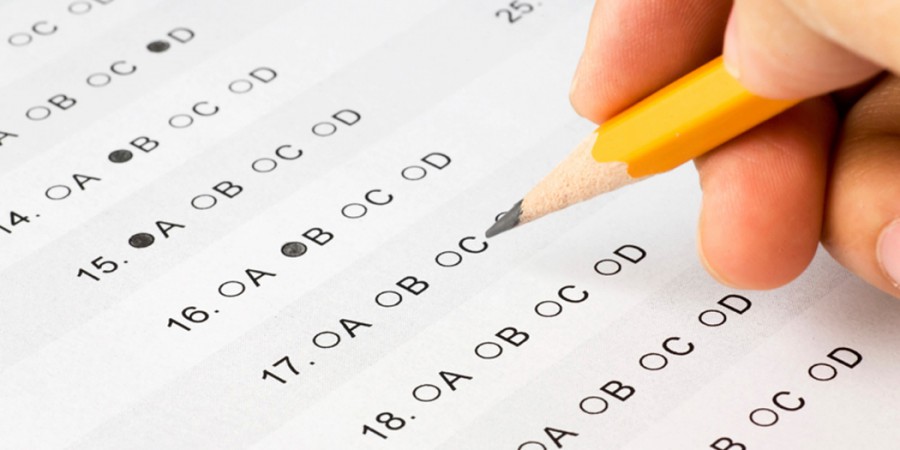 C
A B C D
14. A B C D
15. A B C D
16. A B C D
17. A B C
18. A B C D
A B C D
B C D
25.